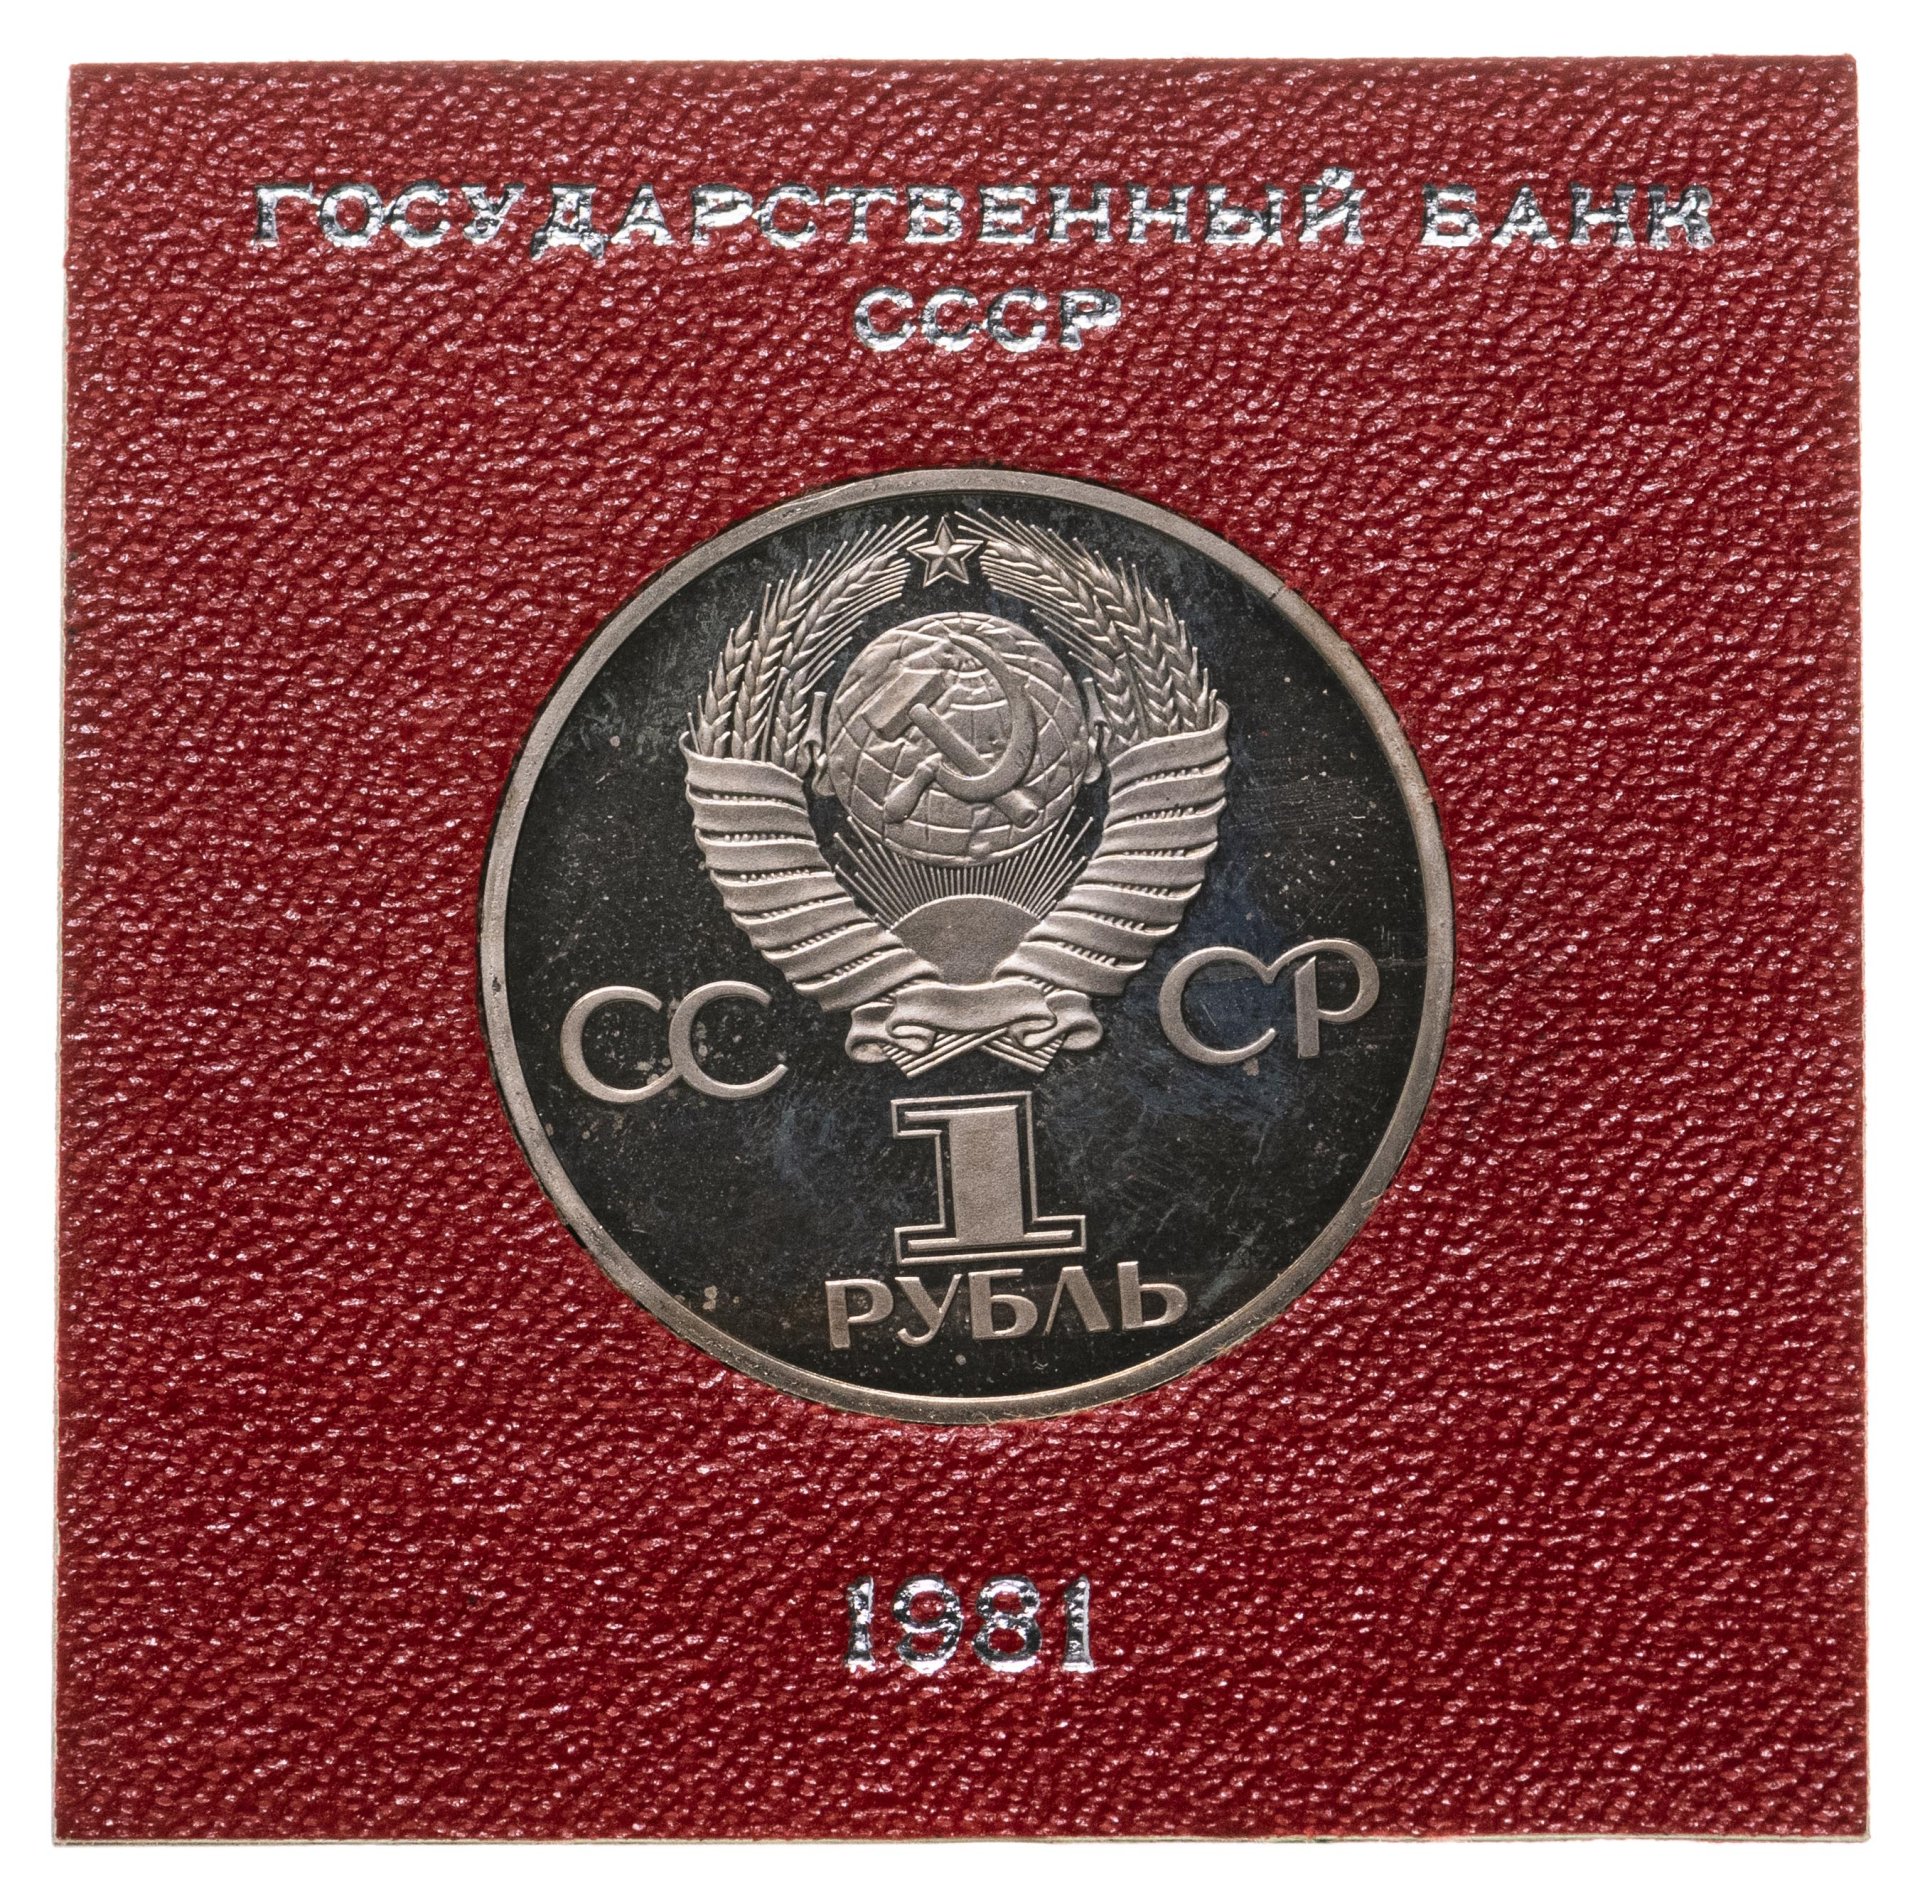 ГОСУДАРСТВЕННЫЙ БАНК
СССР
СС СР
1
РУБЛЬ
1981